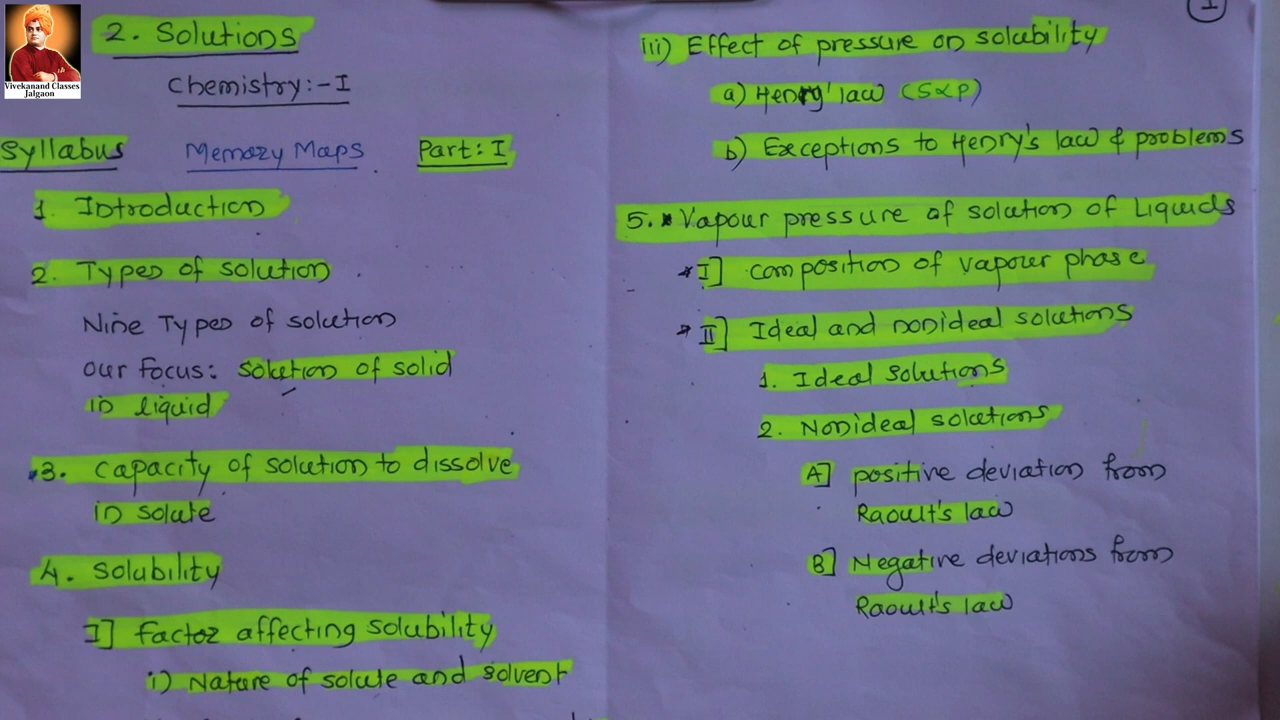 Vivekanand Classes
Jalgaon
2. Solutions
Chemistry:-I
Syllabus Memory Maps Part: I
1. Introduction
2. Types of solution
Nine Types of solution
our focus: solution of solid
in liquid
3. Capacity of solution to dissolve
in solute
4. Solubility
I] factor affecting solubility
i) Nature of solute and solvent
1
iii) Effect of pressure on solubility
a) Henry' law (S∝P)
b) Exceptions to Henry's law & problems
5. * Vapour pressure of solution of Liquids
* I] composition of vapour phase
* II] Ideal and nonideal solutions
1. Ideal solutions
2. Nonideal solutions
A] positive deviation from
Raoult's law
B] Negative deviations from
Raoult's law